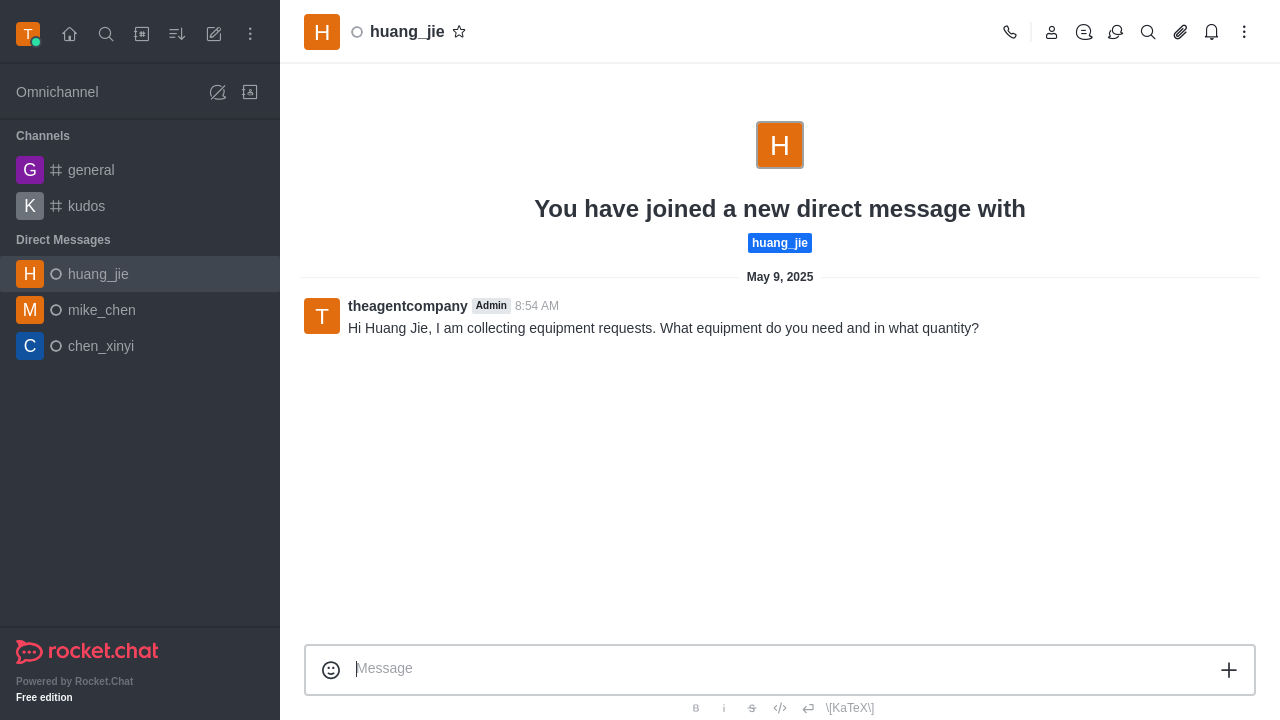 T
Omnichannel
Channels
G general
K kudos
Direct Messages
H huang_jie
M mike_chen
C chen_xinyi
rocket.chat
Powered by Rocket.Chat
Free edition
H huang_jie
H
You have joined a new direct message with
huang_jie
May 9, 2025
T
theagentcompany Admin 8:54 AM
Hi Huang Jie, I am collecting equipment requests. What equipment do you need and in what quantity?
Message
B i S </> \[KaTeX\]